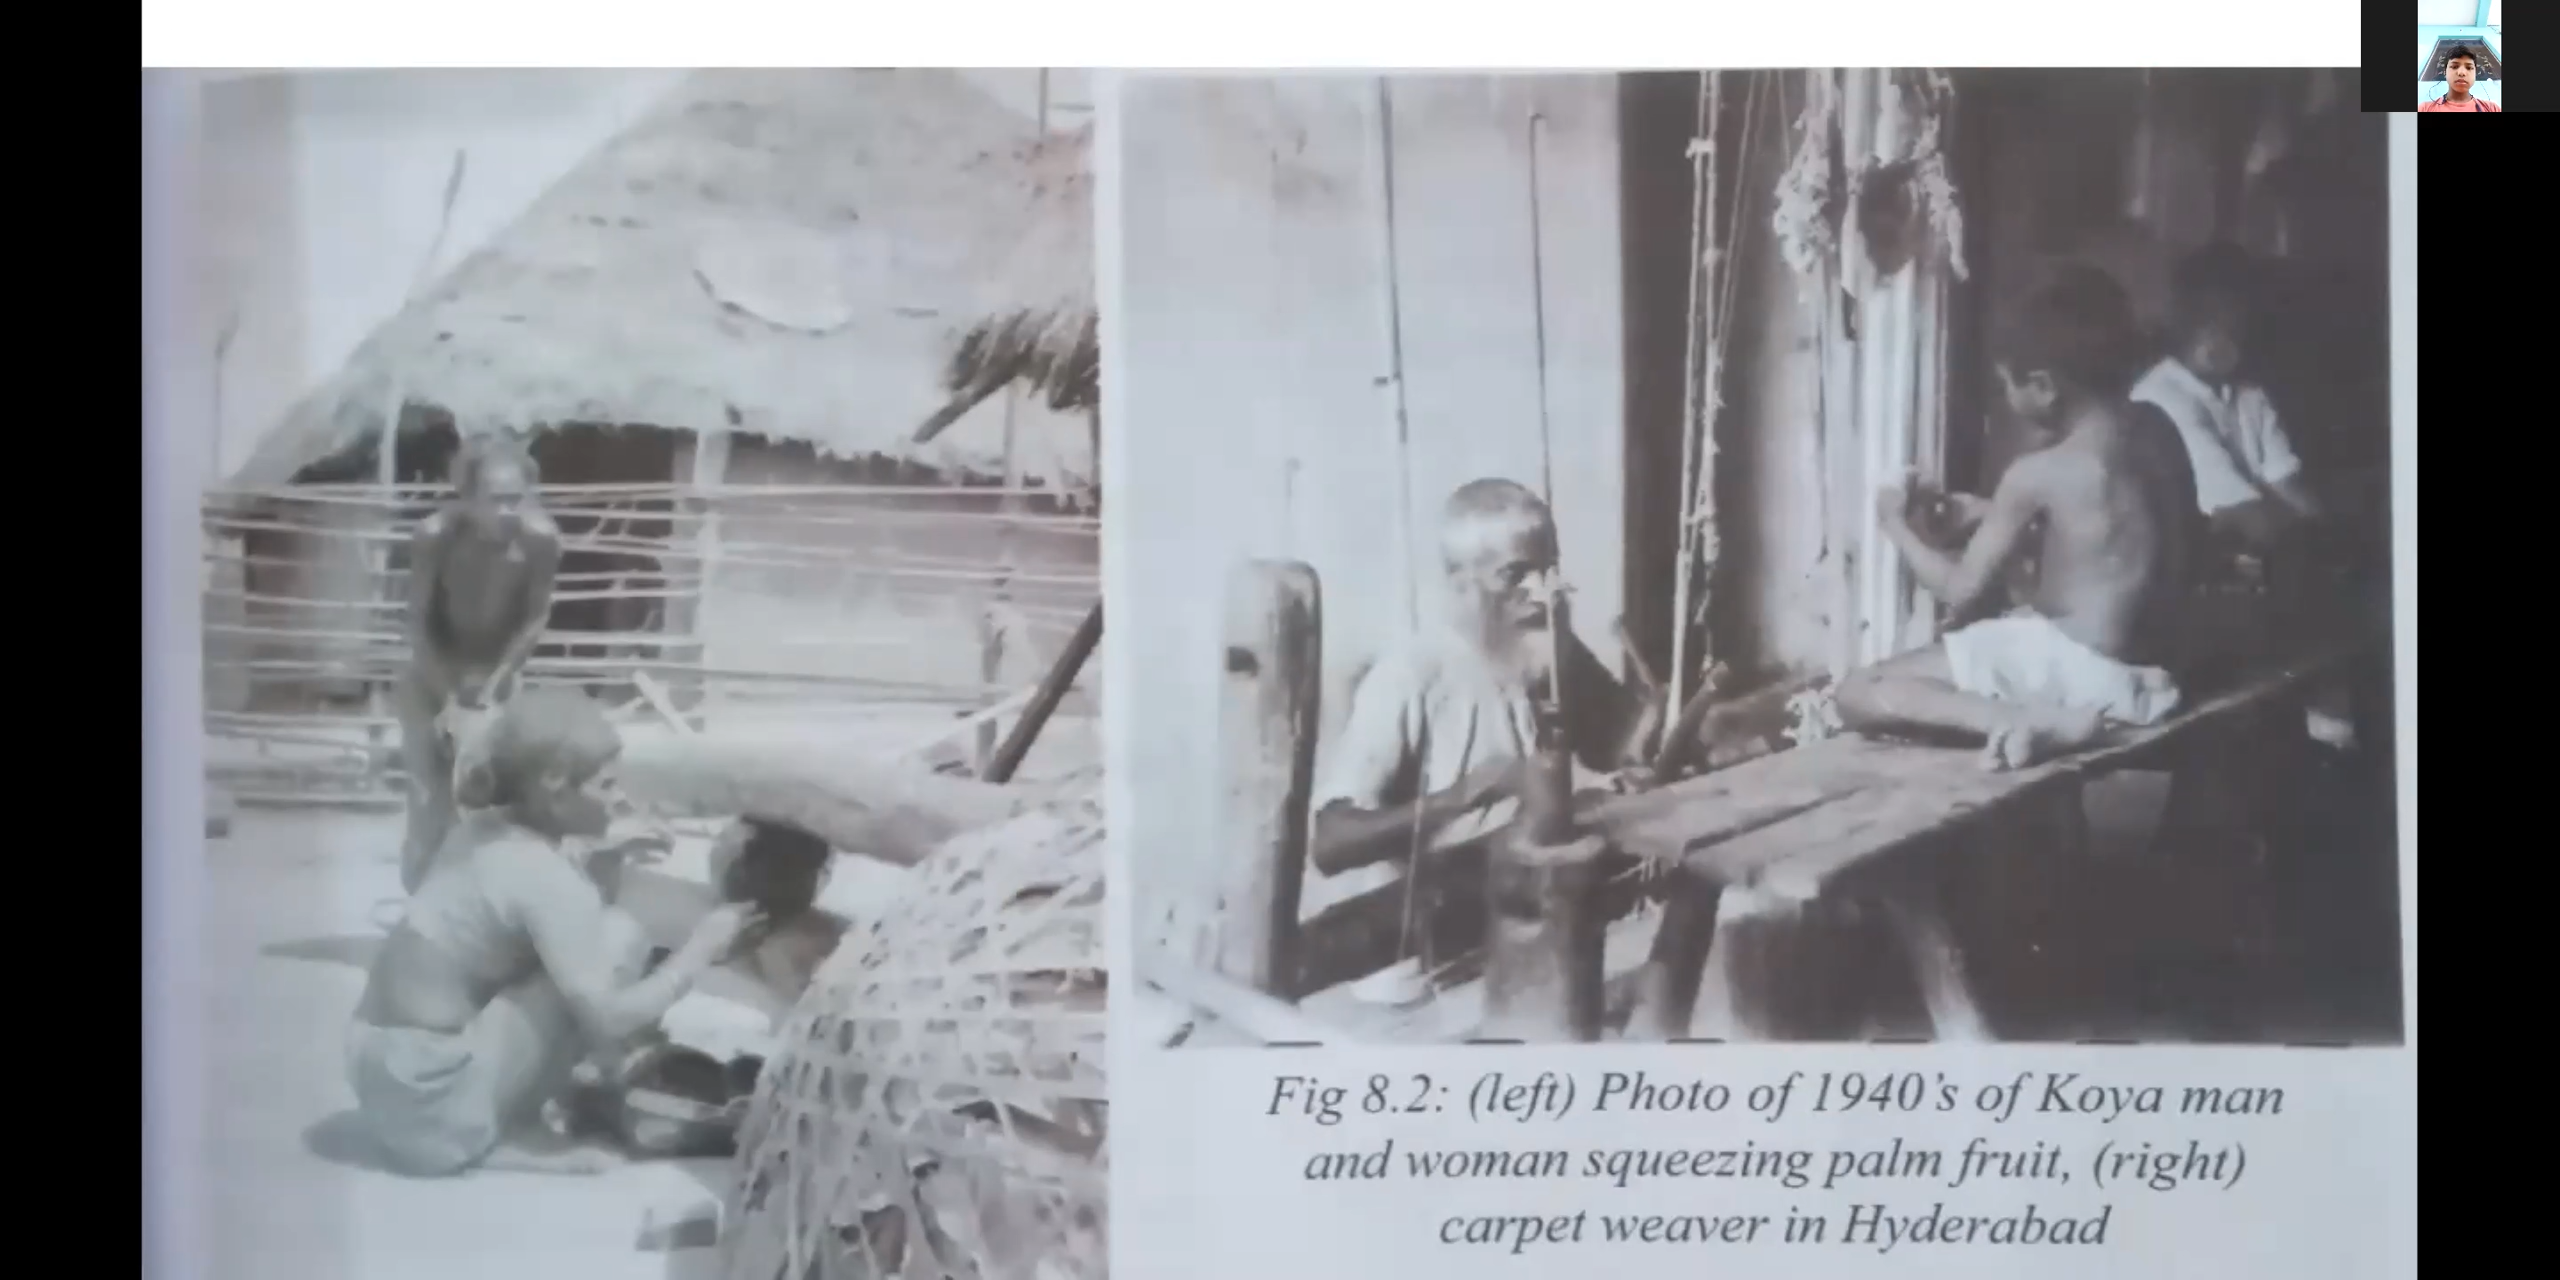 Fig 8.2: (left) Photo of 1940's of Koya man
and woman squeezing palm fruit, (right)
carpet weaver in Hyderabad